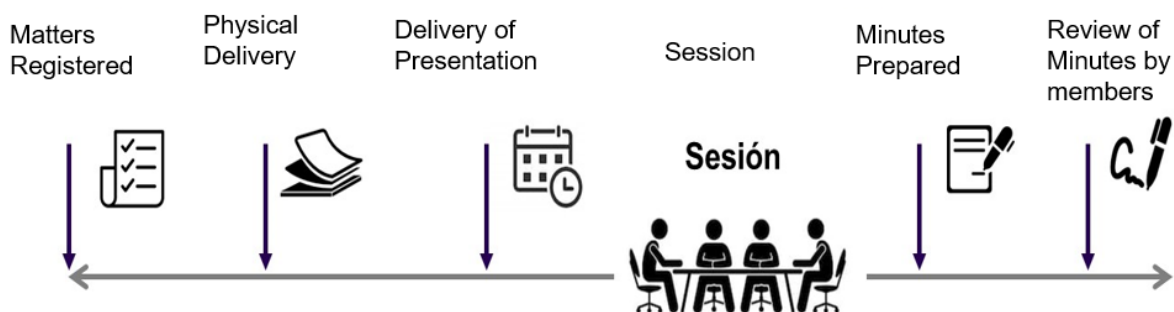 Matters
Registered
Physical
Delivery
Delivery of
Presentation
Session
Minutes
Prepared
Review of
Minutes by
members
Sesión